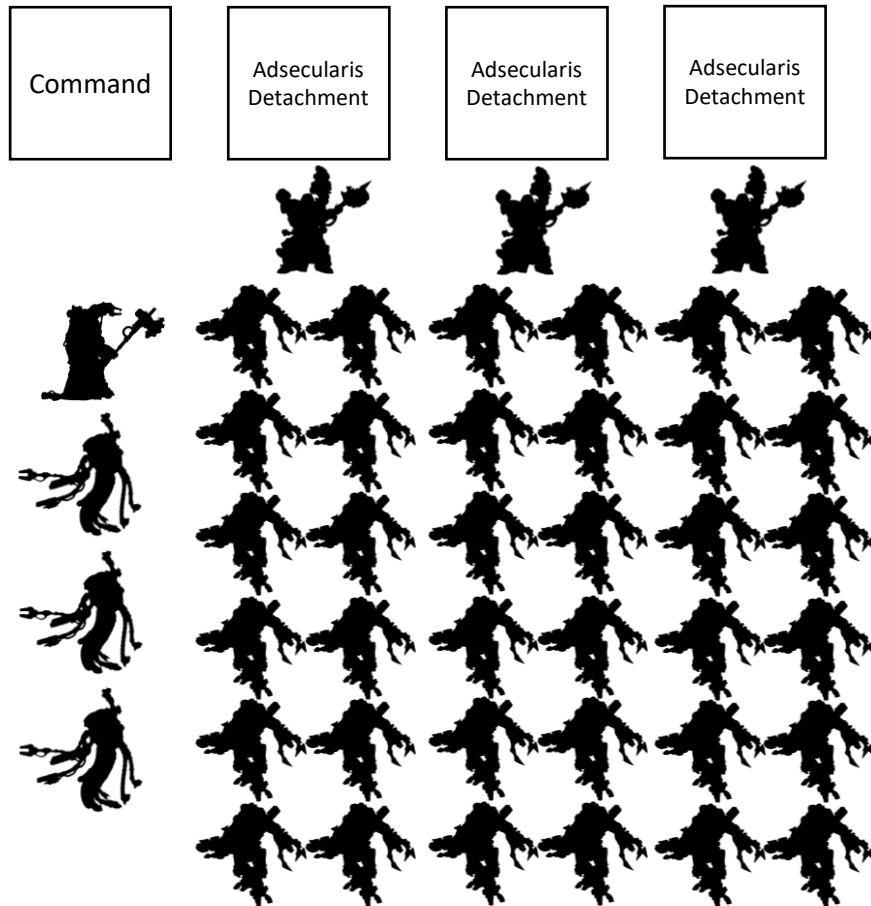 Command
Adsecularis
Detachment
Adsecularis
Detachment
Adsecularis
Detachment